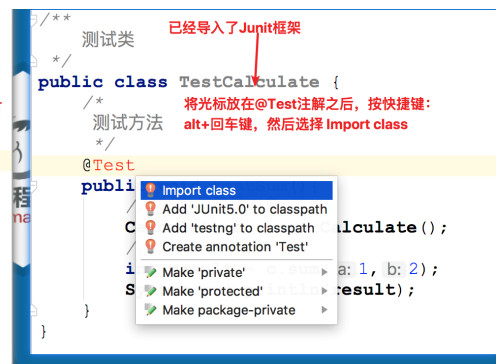 /**
已经导入了Junit框架
测试类
*/
public class TestCalculate {
/*
将光标放在@Test注解之后，按快捷键：
测试方法
alt+回车键，然后选择 Import class
*/
@Test
publi
Import class
Add 'JUnit5.0' to classpath
Add 'testng' to classpath
alculate();
Create annotation 'Test'
Make 'private'
a: 1, b: 2);
Make 'protected'
result);
Make package-private
}
}
程